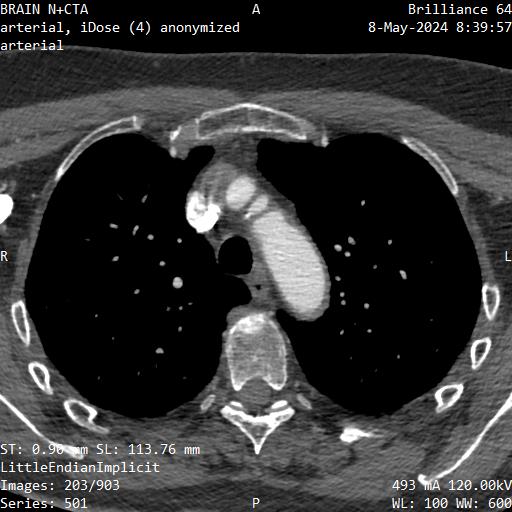 BRAIN N+CTA
A
Brilliance 64
arterial, iDose (4) anonymized
8-May-2024 8:39:57
arterial
R
L
ST: 0.90 mm SL: 113.76 mm
LittleEndianImplicit
Images: 203/903
493 mA 120.00kV
Series: 501
P
WL: 100 WW: 600